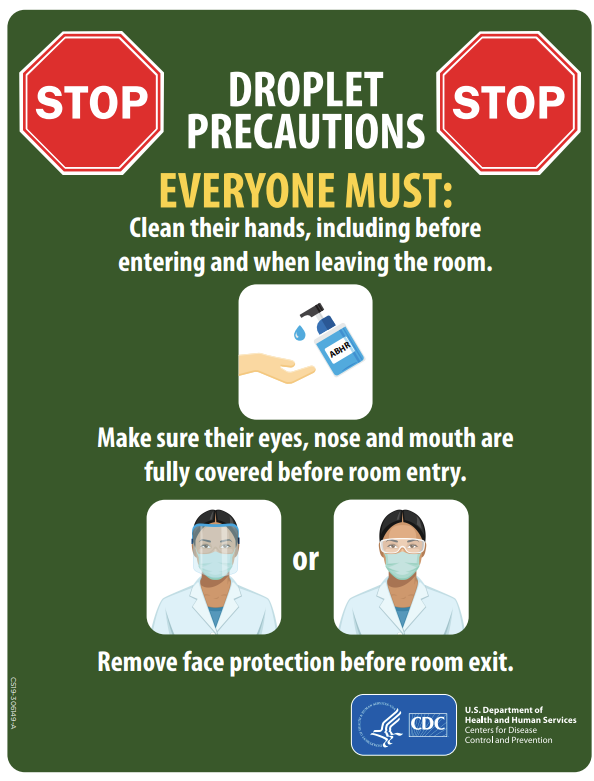 STOP
DROPLET
PRECAUTIONS
STOP
EVERYONE MUST:
Clean their hands, including before
entering and when leaving the room.
ABHR
Make sure their eyes, nose and mouth are
fully covered before room entry.
or
Remove face protection before room exit.
CDC
U.S. Department of
Health and Human Services
Centers for Disease
Control and Prevention